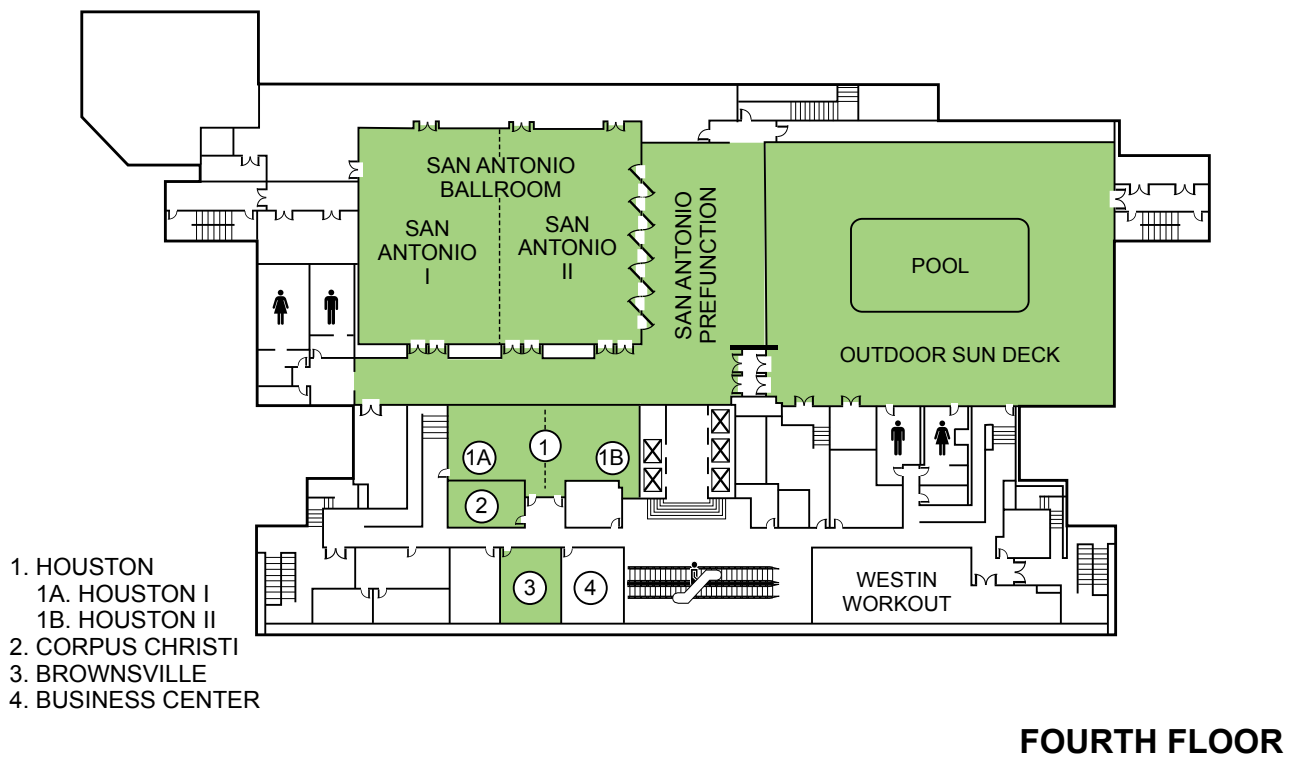 SAN ANTONIO
BALLROOM
SAN
ANTONIO
I
SAN
ANTONIO
II
SAN ANTONIO
PREFUNCTION
POOL
OUTDOOR SUN DECK
1A
1
1B
2
3
4
WESTIN
WORKOUT
1. HOUSTON
1A. HOUSTON I
1B. HOUSTON II
2. CORPUS CHRISTI
3. BROWNSVILLE
4. BUSINESS CENTER
FOURTH FLOOR